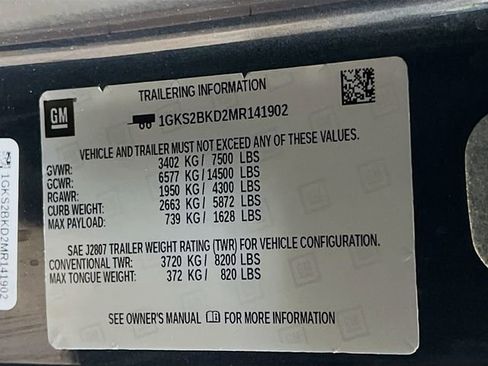 TRAILERING INFORMATION
GM
1GKS2BKD2MR141902
VEHICLE AND TRAILER MUST NOT EXCEED ANY OF THESE VALUES.
GVWR: 3402 KG / 7500 LBS
GCWR: 6577 KG / 14500 LBS
RGAWR: 1950 KG / 4300 LBS
CURB WEIGHT: 2663 KG / 5872 LBS
MAX PAYLOAD: 739 KG / 1628 LBS
SAE J2807 TRAILER WEIGHT RATING (TWR) FOR VEHICLE CONFIGURATION.
CONVENTIONAL TWR: 3720 KG / 8200 LBS
MAX TONGUE WEIGHT: 372 KG / 820 LBS
SEE OWNER'S MANUAL FOR MORE INFORMATION
1GKS2BKD2MR141902